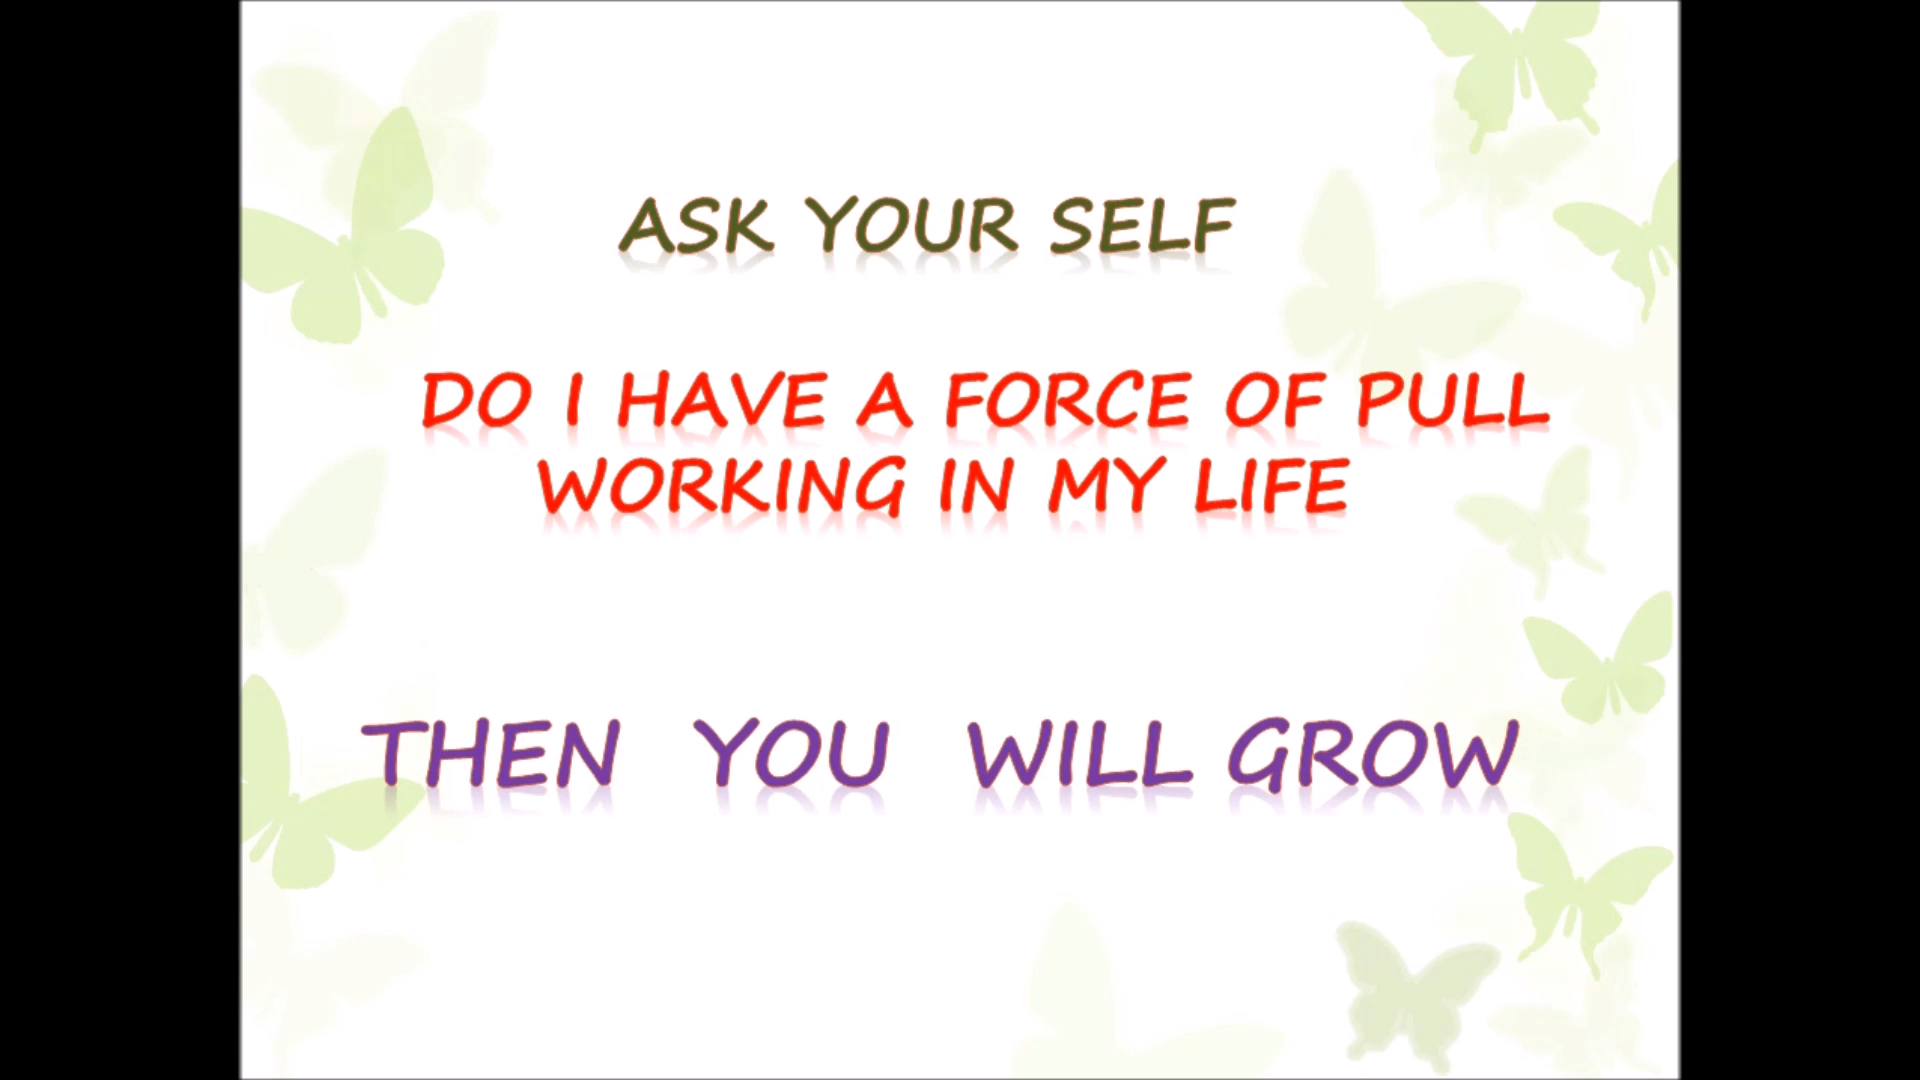 ASK YOUR SELF
DO I HAVE A FORCE OF PULL
WORKING IN MY LIFE
THEN YOU WILL GROW